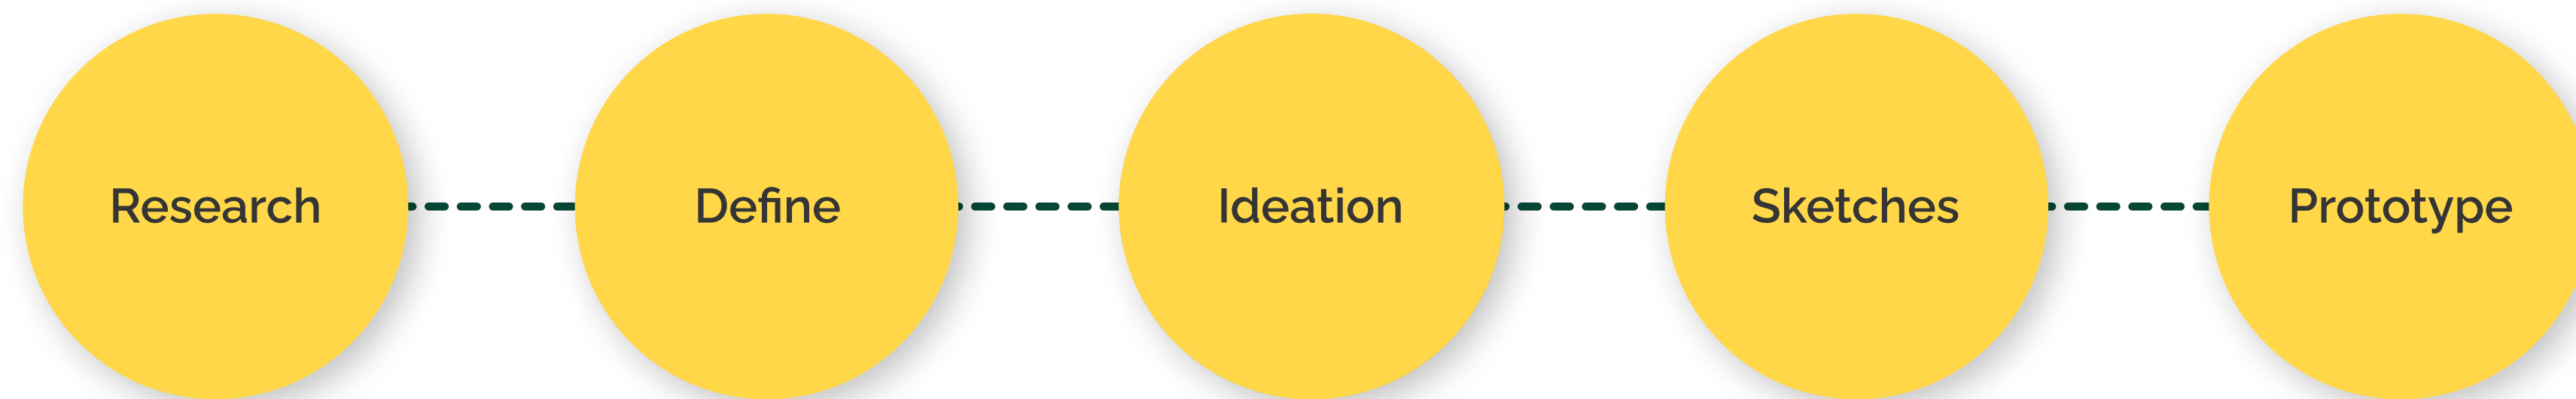 Research
Define
Ideation
Sketches
Prototype